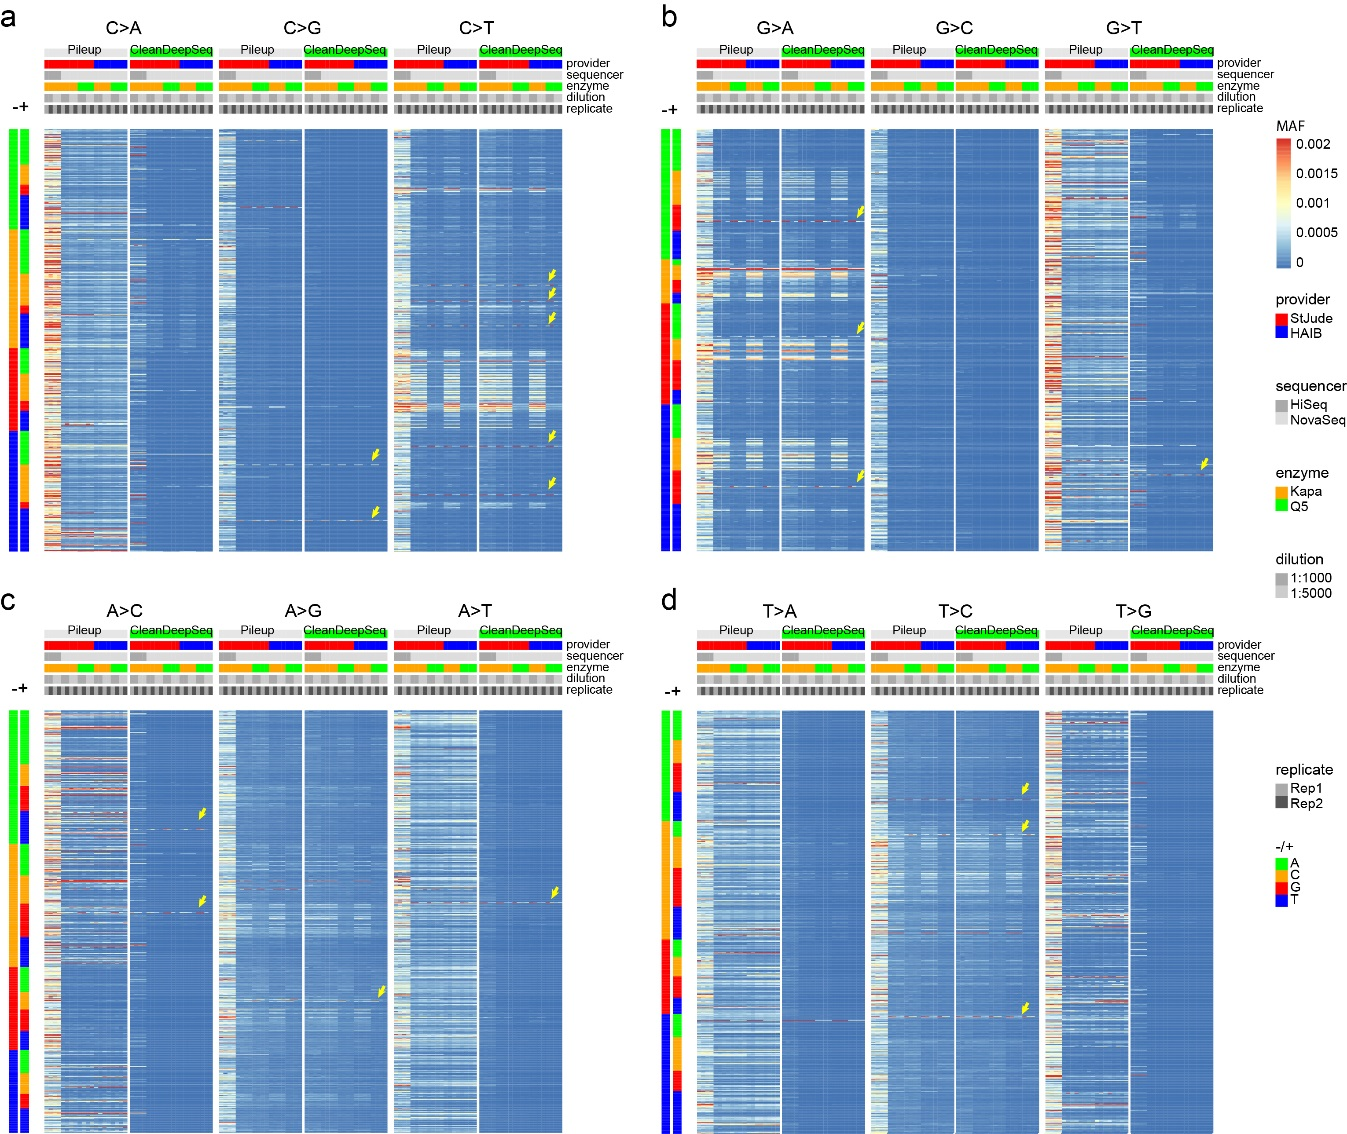 a
C>A
C>G
C>T
Pileup
CleanDeepSeq
Pileup
CleanDeepSeq
Pileup
CleanDeepSeq
provider
sequencer
enzyme
dilution
replicate
-+
b
G>A
G>C
G>T
Pileup
CleanDeepSeq
Pileup
CleanDeepSeq
Pileup
CleanDeepSeq
provider
sequencer
enzyme
dilution
replicate
-+
MAF
0.002
0.0015
0.001
0.0005
0
provider
StJude
HAIB
sequencer
HiSeq
NovaSeq
enzyme
Kapa
Q5
dilution
1:1000
1:5000
c
A>C
A>G
A>T
Pileup
CleanDeepSeq
Pileup
CleanDeepSeq
Pileup
CleanDeepSeq
provider
sequencer
enzyme
dilution
replicate
-+
d
T>A
T>C
T>G
Pileup
CleanDeepSeq
Pileup
CleanDeepSeq
Pileup
CleanDeepSeq
provider
sequencer
enzyme
dilution
replicate
-+
replicate
Rep1
Rep2
-/+
A
C
G
T